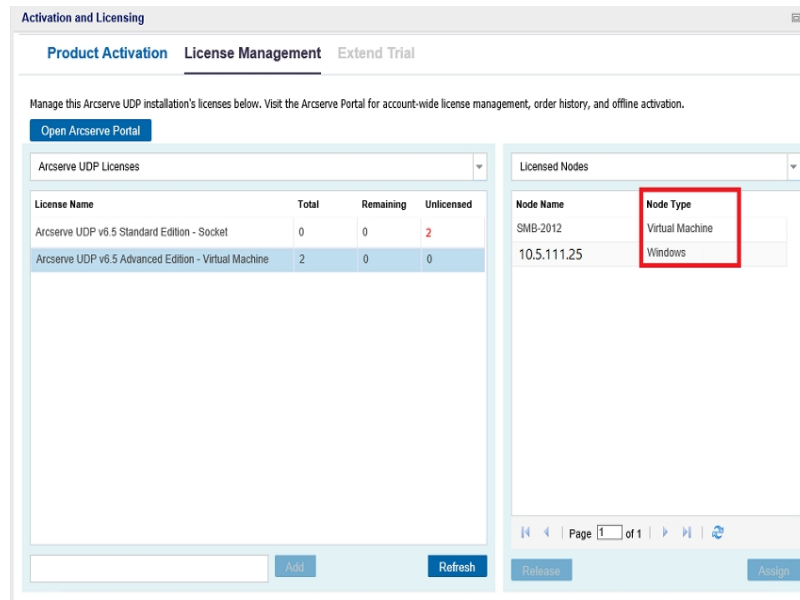 Activation and Licensing
Product Activation License Management Extend Trial
Manage this Arcserve UDP installation's licenses below. Visit the Arcserve Portal for account-wide license management, order history, and offline activation.
Open Arcserve Portal
Arcserve UDP Licenses
License Name Total Remaining Unlicensed
Arcserve UDP v6.5 Standard Edition - Socket 0 0 2
Arcserve UDP v6.5 Advanced Edition - Virtual Machine 2 0 0
Add Refresh
Licensed Nodes
Node Name Node Type
SMB-2012 Virtual Machine
10.5.111.25 Windows
Page 1 of 1
Release Assign